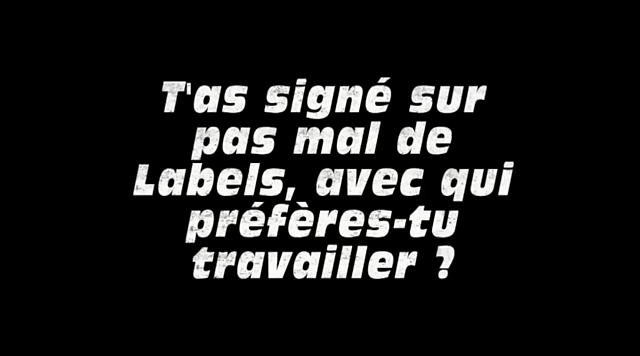 T'as signé sur
pas mal de
Labels, avec qui
préfères-tu
travailler ?